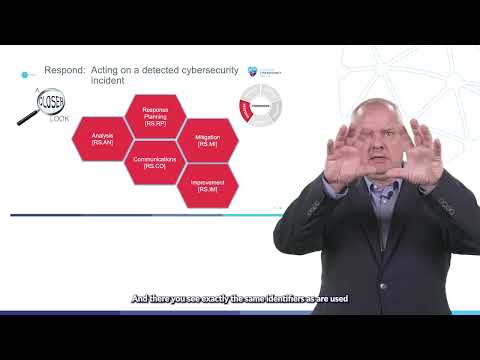 Respond: Acting on a detected cybersecurity
incident
A
CLOSER
LOOK
Response
Planning
[RS.RP]
Analysis
[RS.AN]
Mitigation
[RS.MI]
Communications
[RS.CO]
Improvement
[RS.IM]
And there you see exactly the same identifiers as are used